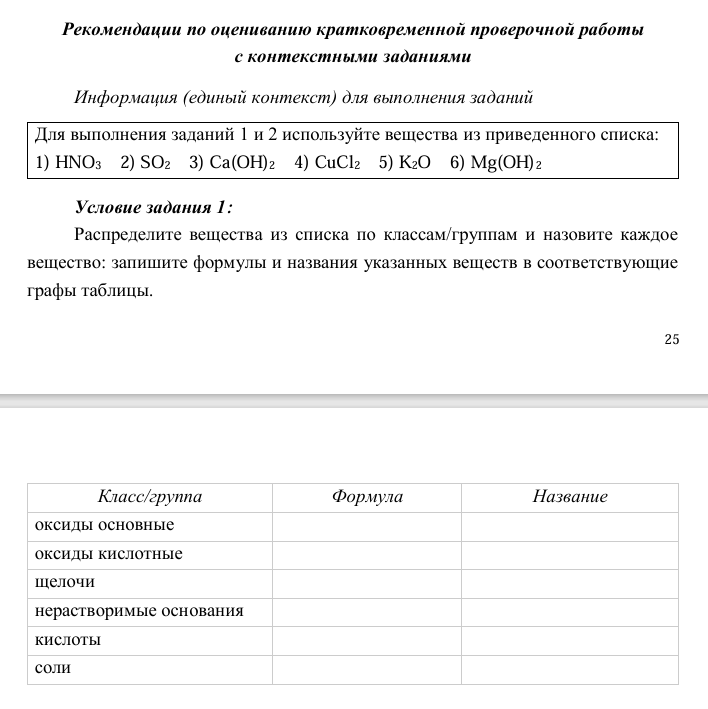 Рекомендации по оцениванию кратковременной проверочной работы
с контекстными заданиями
Информация (единый контекст) для выполнения заданий
Для выполнения заданий 1 и 2 используйте вещества из приведенного списка:
1) HNO₃ 2) SO₂ 3) Ca(OH)₂ 4) CuCl₂ 5) K₂O 6) Mg(OH)₂
Условие задания 1:
Распределите вещества из списка по классам/группам и назовите каждое
вещество: запишите формулы и названия указанных веществ в соответствующие
графы таблицы.
25
Класс/группа Формула Название
оксиды основные
оксиды кислотные
щелочи
нерастворимые основания
кислоты
соли